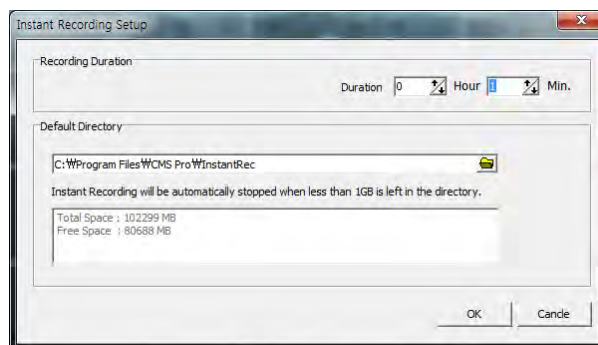 Instant Recording Setup
Recording Duration
Duration 0 Hour 1 Min.
Default Directory
C:₩Program Files₩CMS Pro₩InstantRec
Instant Recording will be automatically stopped when less than 1GB is left in the directory.
Total Space : 102299 MB
Free Space : 80688 MB
OK Cancle